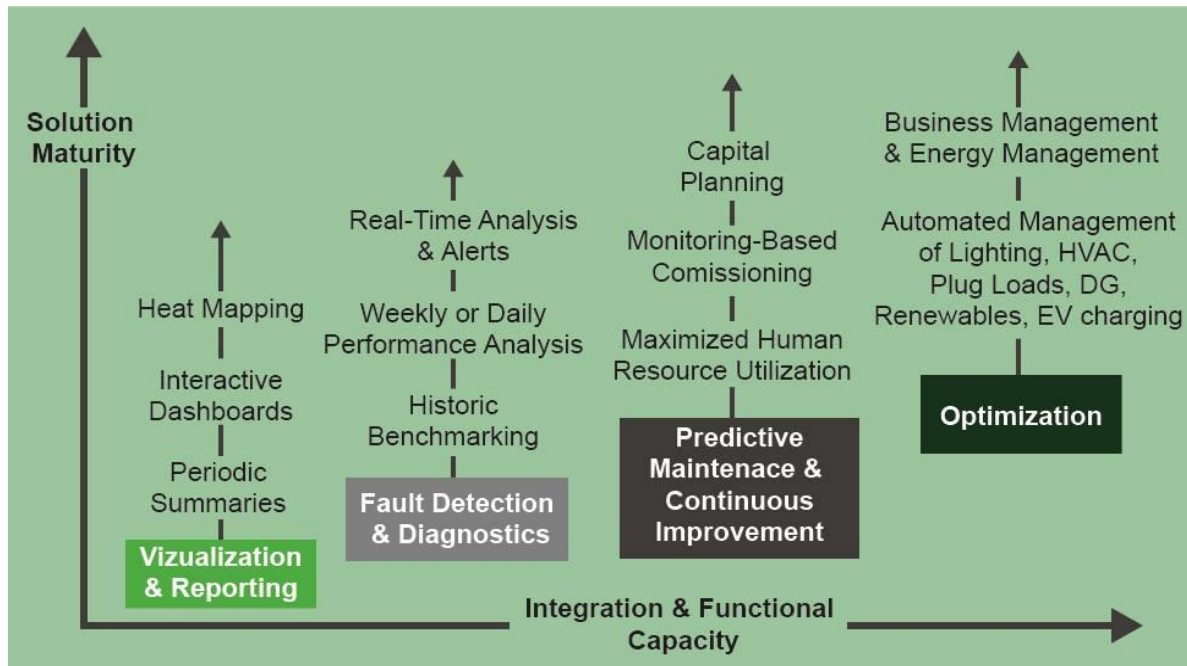 Solution
Maturity
Heat Mapping
Interactive
Dashboards
Periodic
Summaries
Vizualization
& Reporting
Real-Time Analysis
& Alerts
Weekly or Daily
Performance Analysis
Historic
Benchmarking
Fault Detection
& Diagnostics
Capital
Planning
Monitoring-Based
Comissioning
Maximized Human
Resource Utilization
Predictive
Maintenace &
Continuous
Improvement
Business Management
& Energy Management
Automated Management
of Lighting, HVAC,
Plug Loads, DG,
Renewables, EV charging
Optimization
Integration & Functional
Capacity